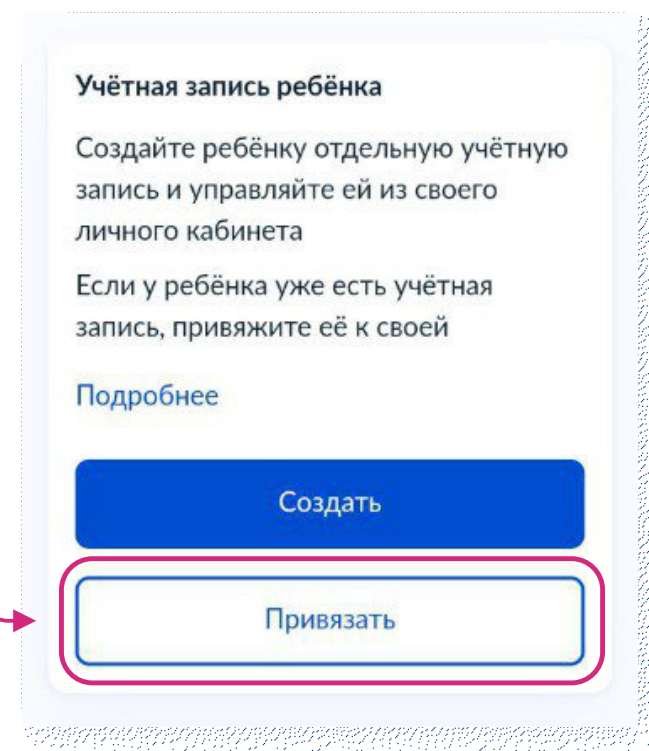 Учётная запись ребёнка
Создайте ребёнку отдельную учётную
запись и управляйте ей из своего
личного кабинета
Если у ребёнка уже есть учётная
запись, привяжите её к своей
Подробнее
Создать
Привязать